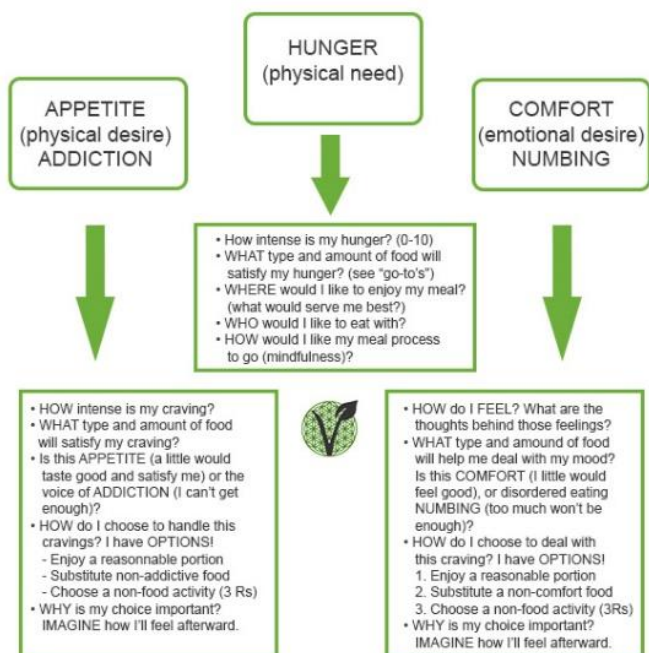 HUNGER
(physical need)
APPETITE
(physical desire)
ADDICTION
COMFORT
(emotional desire)
NUMBING
• How intense is my hunger? (0-10)
• WHAT type and amount of food will
satisfy my hunger? (see “go-to’s”)
• WHERE would I like to enjoy my meal?
(what would serve me best?)
• WHO would I like to eat with?
• HOW would I like my meal process
to go (mindfulness)?
• HOW intense is my craving?
• WHAT type and amount of food
will satisfy my craving?
• Is this APPETITE (a little would
taste good and satisfy me) or the
voice of ADDICTION (I can’t get
enough)?
• HOW do I choose to handle this
cravings? I have OPTIONS!
- Enjoy a reasonnable portion
- Substitute non-addictive food
- Choose a non-food activity (3 Rs)
• WHY is my choice important?
IMAGINE how I’ll feel afterward.
• HOW do I FEEL? What are the
thoughts behind those feelings?
• WHAT type and amound of food
will help me deal with my mood?
Is this COMFORT (I little would
feel good), or disordered eating
NUMBING (too much won’t be
enough)?
• HOW do I choose to deal with
this craving? I have OPTIONS!
1. Enjoy a reasonable portion
2. Substitute a non-comfort food
3. Choose a non-food activity (3Rs)
• WHY is my choice important?
IMAGINE how I’ll feel afterward.